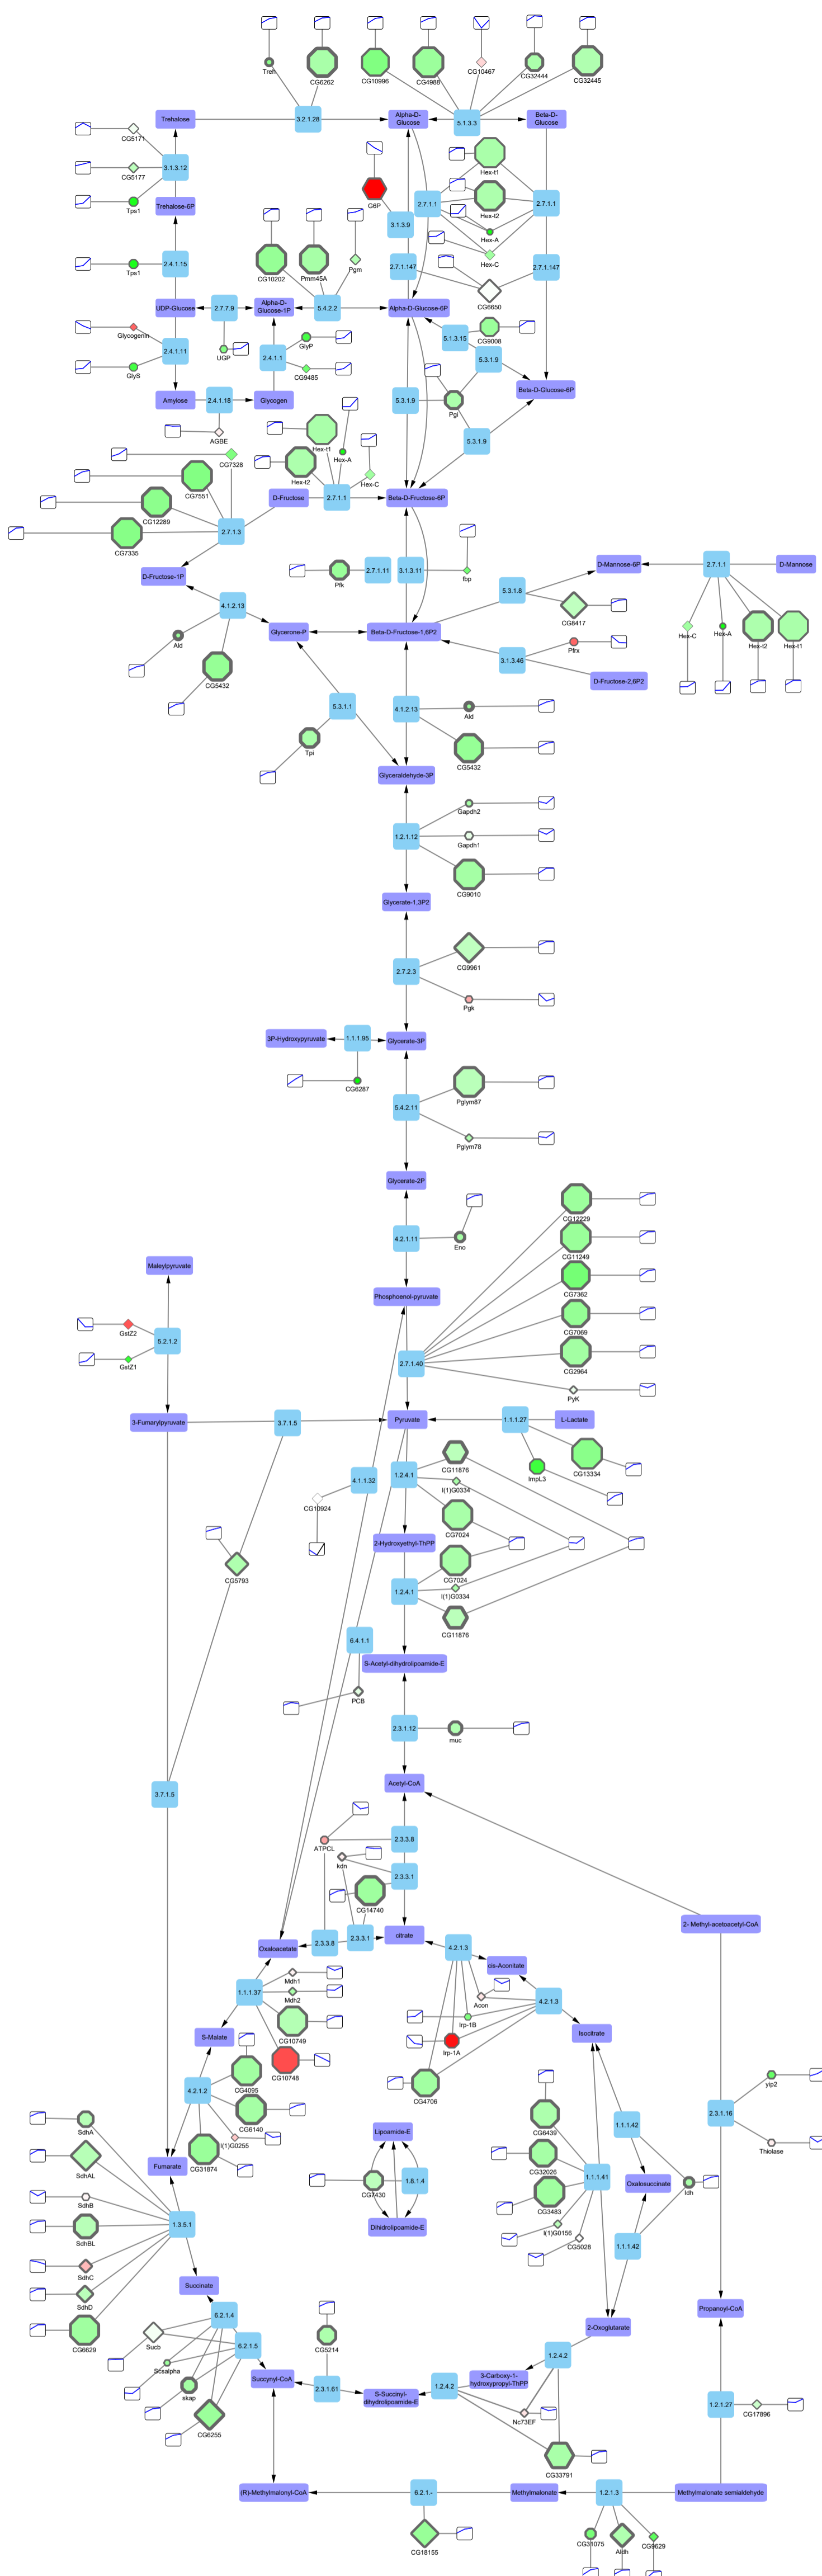 Treh
CG6262
CG10996
CG4988
CG10467
CG32444
CG32445
Trehalose
3.2.1.28
Alpha-D-
Glucose
5.1.3.3
Beta-D-
Glucose
CG5171
3.1.3.12
CG5177
Tps1
Trehalose-6P
G6P
3.1.3.9
2.7.1.1
Hex-t1
Hex-t2
Hex-A
Hex-C
2.7.1.1
Tps1
2.4.1.15
CG10202
Pmm45A
Pgm
2.7.1.147
CG6650
2.7.1.147
UDP-Glucose
2.7.7.9
Alpha-D-
Glucose-1P
5.4.2.2
Alpha-D-Glucose-6P
Glycogenin
2.4.1.11
GlyS
UGP
2.4.1.1
GlyP
CG9485
5.1.3.15
CG9008
5.3.1.9
Beta-D-Glucose-6P
Amylose
2.4.1.18
Glycogen
AGBE
5.3.1.9
Pgi
5.3.1.9
CG7328
CG7551
CG12289
CG7335
Hex-t1
Hex-t2
Hex-A
Hex-C
D-Fructose
2.7.1.1
Beta-D-Fructose-6P
2.7.1.3
D-Fructose-1P
Pfk
2.7.1.11
3.1.3.11
fbp
D-Mannose-6P
2.7.1.1
D-Mannose
4.1.2.13
Ald
CG5432
Glycerone-P
Beta-D-Fructose-1,6P2
5.3.1.8
CG8417
Hex-C
Hex-A
Hex-t2
Hex-t1
3.1.3.46
Pfrx
D-Fructose-2,6P2
5.3.1.1
Tpi
4.1.2.13
Ald
CG5432
Glyceraldehyde-3P
1.2.1.12
Gapdh2
Gapdh1
CG9010
Glycerate-1,3P2
2.7.2.3
CG9961
Pgk
3P-Hydroxypyruvate
1.1.1.95
Glycerate-3P
CG6287
5.4.2.11
Pglym87
Pglym78
Glycerate-2P
4.2.1.11
Eno
CG12229
CG11249
CG7362
CG7069
CG2964
PyK
Maleylpyruvate
Phosphoenol-pyruvate
GstZ2
5.2.1.2
GstZ1
2.7.1.40
3-Fumarylpyruvate
3.7.1.5
Pyruvate
1.1.1.27
L-Lactate
ImpL3
CG13334
4.1.1.32
CG10924
1.2.4.1
CG11876
l(1)G0334
CG7024
2-Hydroxyethyl-ThPP
CG5793
CG7024
1.2.4.1
l(1)G0334
CG11876
6.4.1.1
S-Acetyl-dihydrolipoamide-E
PCB
2.3.1.12
muc
3.7.1.5
Acetyl-CoA
ATPCL
2.3.3.8
kdn
2.3.3.1
CG14740
2- Methyl-acetoacetyl-CoA
Oxaloacetate
2.3.3.8
2.3.3.1
citrate
4.2.1.3
cis-Aconitate
1.1.1.37
Mdh1
Mdh2
CG10749
CG10748
Acon
4.2.1.3
Irp-1B
Irp-1A
CG4706
Isocitrate
S-Malate
4.2.1.2
CG4095
CG6140
l(1)G0255
CG31874
Fumarate
SdhA
SdhAL
SdhB
SdhBL
SdhC
SdhD
CG6629
1.3.5.1
Succinate
Lipoamide-E
CG7430
1.8.1.4
Dihidrolipoamide-E
CG6439
CG32026
CG3483
l(1)G0156
CG5028
1.1.1.41
1.1.1.42
Oxalosuccinate
Idh
1.1.1.42
yip2
2.3.1.16
Thiolase
Propanoyl-CoA
2-Oxoglutarate
6.2.1.4
Sucb
6.2.1.5
Scsalpha
skap
CG6255
Succynyl-CoA
CG5214
2.3.1.61
S-Succinyl-
dihydrolipoamide-E
1.2.4.2
3-Carboxy-1-
hydroxypropyl-ThPP
1.2.4.2
Nc73EF
CG33791
1.2.1.27
CG17896
(R)-Methylmalonyl-CoA
6.2.1.-
Methylmalonate
1.2.1.3
Methylmalonate semialdehyde
CG18155
CG31075
Aldh
CG9629